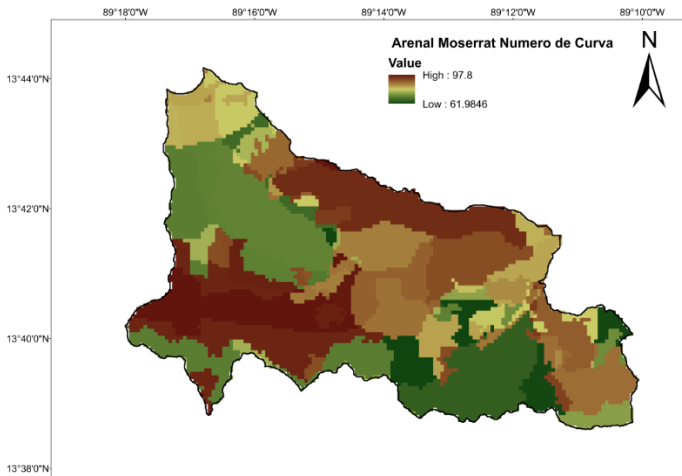 89°18'0"W 89°16'0"W 89°14'0"W 89°12'0"W 89°10'0"W
Arenal Moserrat Numero de Curva
N
Value
High : 97.8
Low : 61.9846
13°44'0"N
13°42'0"N
13°40'0"N
13°38'0"N